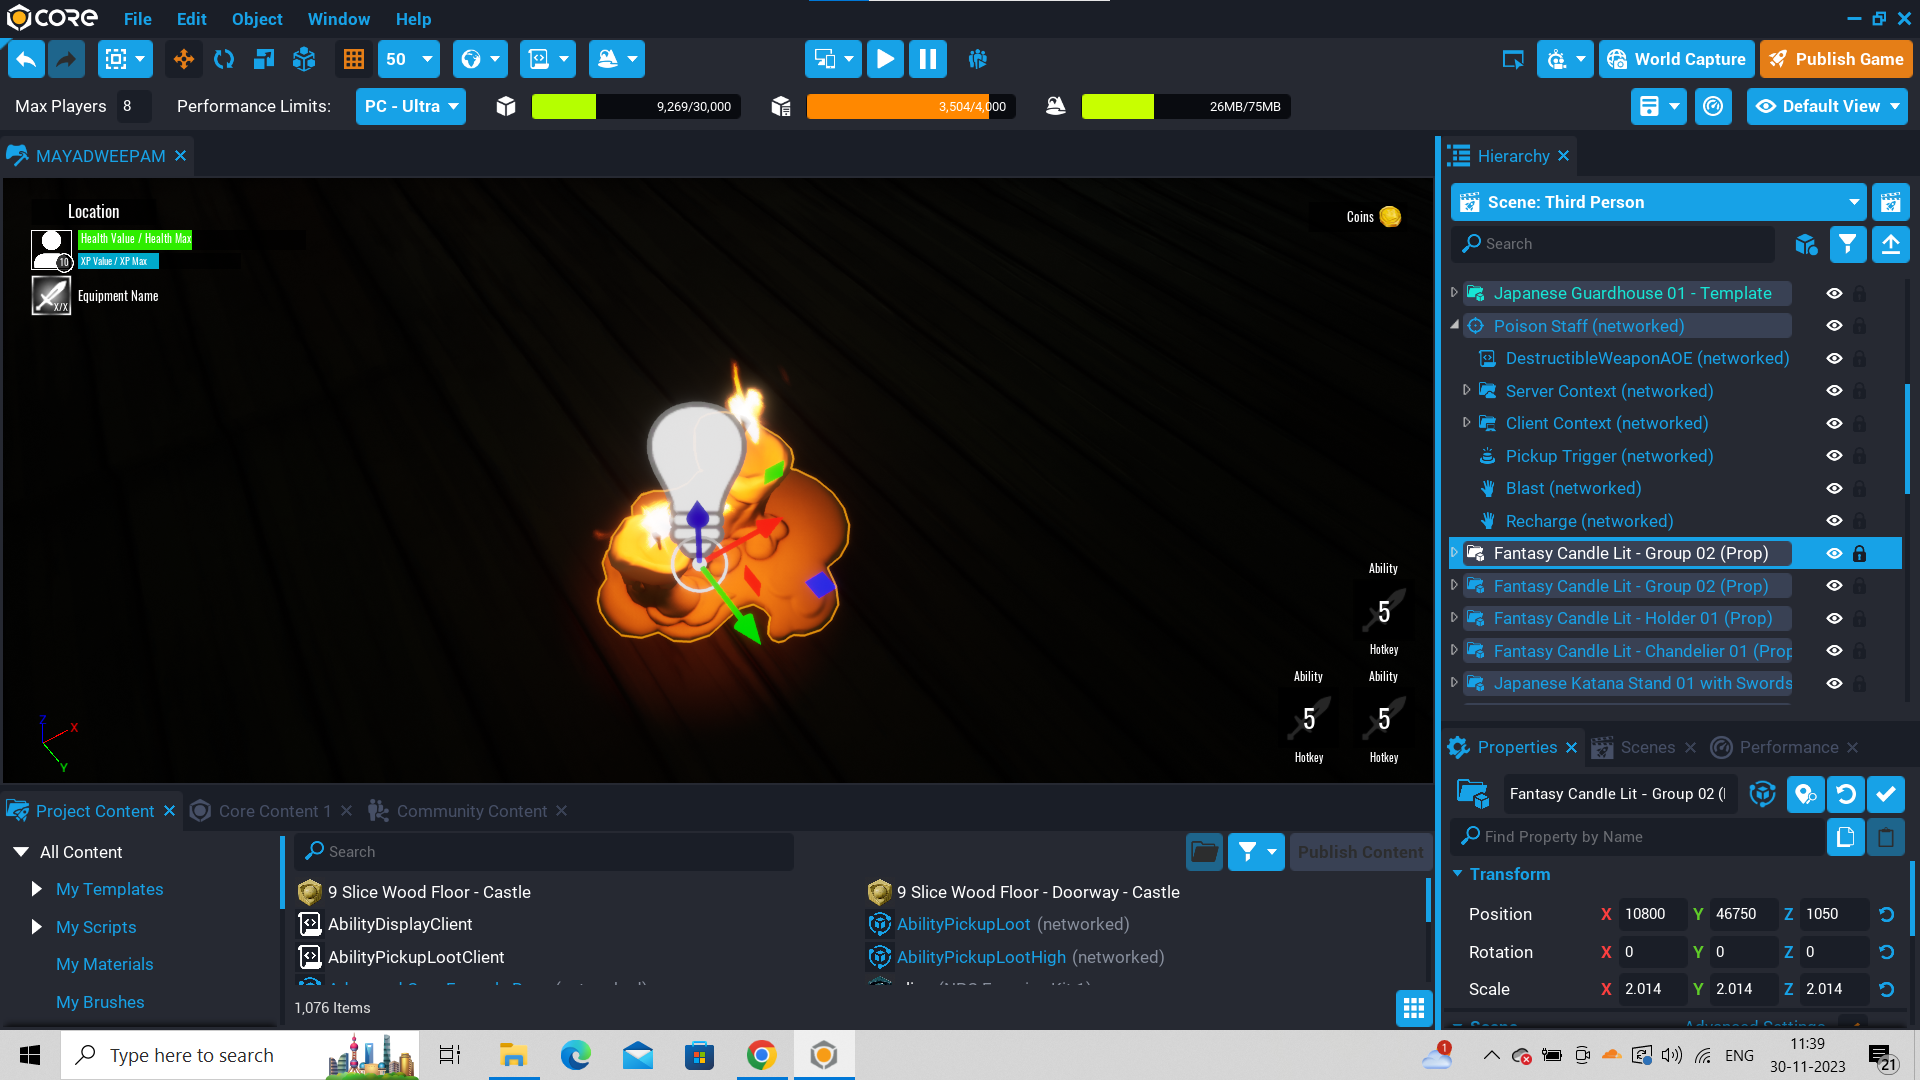 CORE File Edit Object Window Help
50 World Capture Publish Game
Max Players 8 Performance Limits: PC - Ultra 9,269/30,000 3,504/4,000 26MB/75MB Default View
MAYADWEEPAM
Location
Health Value / Health Max
10 XP Value / XP Max
X/X Equipment Name
Coins
Ability
5
Hotkey
Ability Ability
5 5
Hotkey Hotkey
Z X Y
Hierarchy
Scene: Third Person
Search
Japanese Guardhouse 01 - Template
Poison Staff (networked)
DestructibleWeaponAOE (networked)
Server Context (networked)
Client Context (networked)
Pickup Trigger (networked)
Blast (networked)
Recharge (networked)
Fantasy Candle Lit - Group 02 (Prop)
Fantasy Candle Lit - Group 02 (Prop)
Fantasy Candle Lit - Holder 01 (Prop)
Fantasy Candle Lit - Chandelier 01 (Prop
Japanese Katana Stand 01 with Swords
Properties Scenes Performance
Fantasy Candle Lit - Group 02 (
Find Property by Name
Transform
Position X 10800 Y 46750 Z 1050
Rotation X 0 Y 0 Z 0
Scale X 2.014 Y 2.014 Z 2.014
Project Content Core Content 1 Community Content
All Content
My Templates
My Scripts
My Materials
My Brushes
Search Publish Content
9 Slice Wood Floor - Castle 9 Slice Wood Floor - Doorway - Castle
AbilityDisplayClient AbilityPickupLoot (networked)
AbilityPickupLootClient AbilityPickupLootHigh (networked)
1,076 Items
Type here to search
1 ENG 11:39
30-11-2023 21